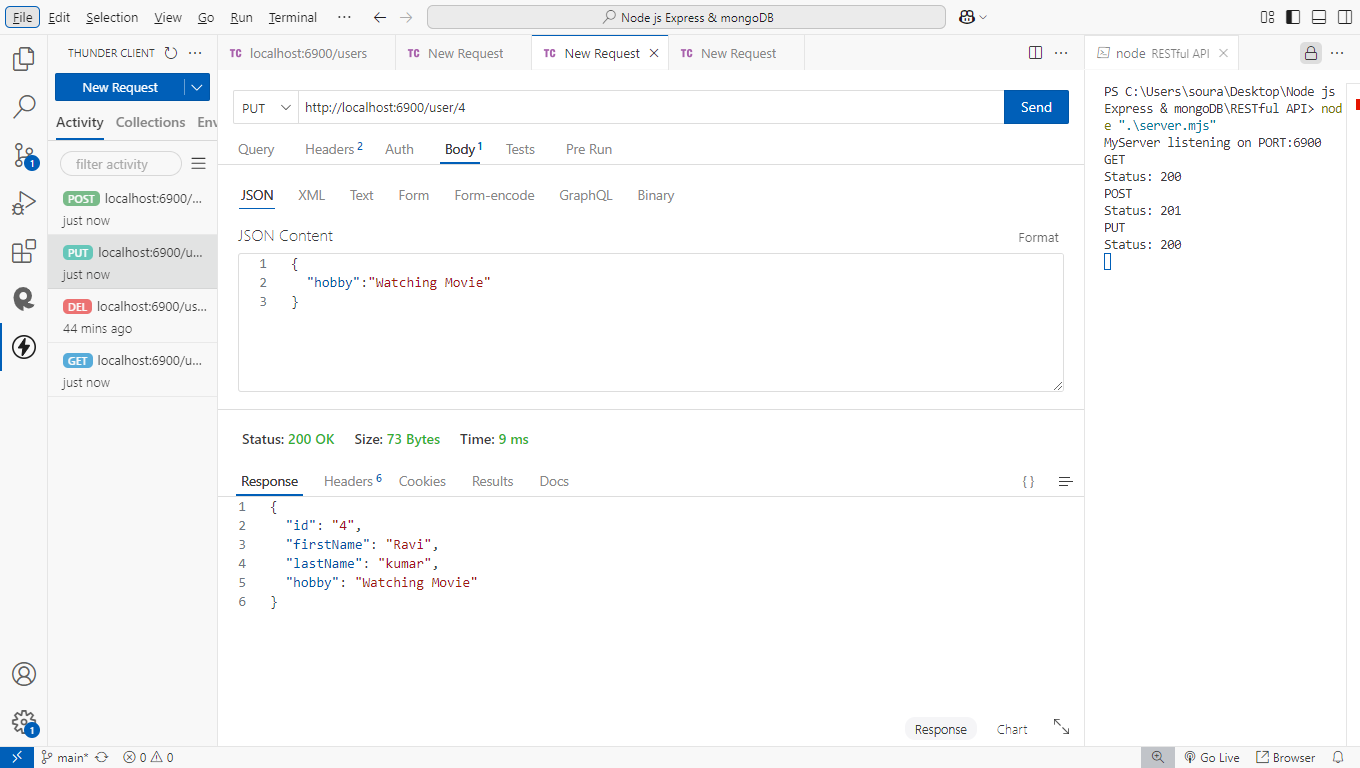 File Edit Selection View Go Run Terminal ··· Node js Express & mongoDB
THUNDER CLIENT ···
New Request
Activity Collections Env
filter activity
POST localhost:6900/...
just now
PUT localhost:6900/u...
just now
DEL localhost:6900/us...
44 mins ago
GET localhost:6900/u...
just now
1
1
TC localhost:6900/users TC New Request TC New Request TC New Request ···
PUT http://localhost:6900/user/4 Send
Query Headers 2 Auth Body 1 Tests Pre Run
JSON XML Text Form Form-encode GraphQL Binary
JSON Content Format
1 {
2 "hobby":"Watching Movie"
3 }
Status: 200 OK Size: 73 Bytes Time: 9 ms
Response Headers 6 Cookies Results Docs { }
1 {
2 "id": "4",
3 "firstName": "Ravi",
4 "lastName": "kumar",
5 "hobby": "Watching Movie"
6 }
Response Chart
node RESTful API ···
PS C:\Users\soura\Desktop\Node js
Express & mongoDB\RESTful API> nod
e ".\server.mjs"
MyServer listening on PORT:6900
GET
Status: 200
POST
Status: 201
PUT
Status: 200
main* 0 0 Go Live Browser